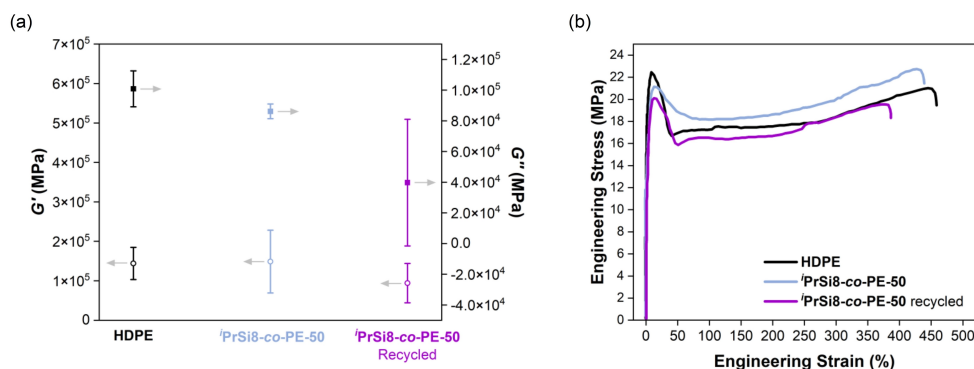 (a)
7×10⁵
6×10⁵
5×10⁵
4×10⁵
3×10⁵
2×10⁵
1×10⁵
0
G′ (MPa)
1.2×10⁵
1.0×10⁵
8.0×10⁴
6.0×10⁴
4.0×10⁴
2.0×10⁴
0.0
-2.0×10⁴
-4.0×10⁴
G″ (MPa)
HDPE
ⁱPrSi8-co-PE-50
ⁱPrSi8-co-PE-50
Recycled
(b)
24
22
20
18
16
14
12
10
8
6
4
2
0
Engineering Stress (MPa)
HDPE
ⁱPrSi8-co-PE-50
ⁱPrSi8-co-PE-50 recycled
0 50 100 150 200 250 300 350 400 450 500
Engineering Strain (%)